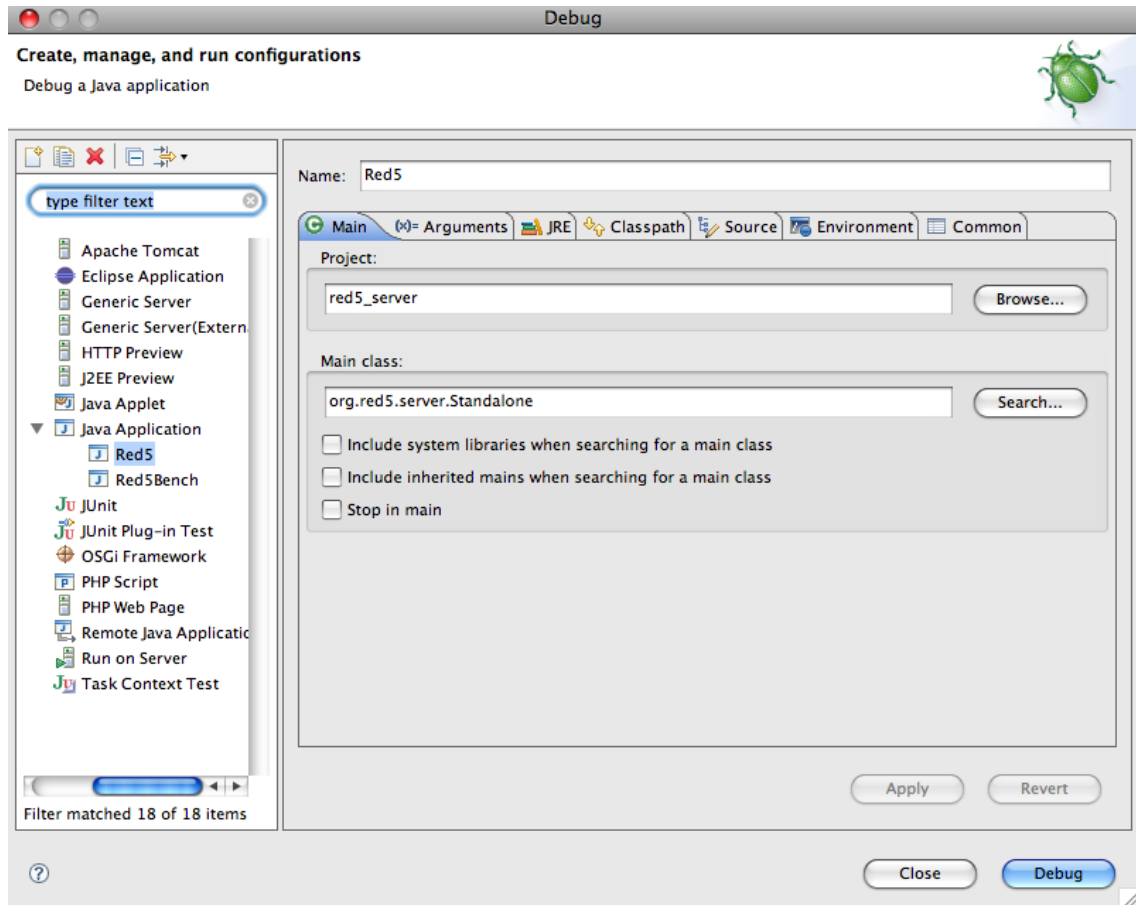 Debug
Create, manage, and run configurations
Debug a Java application
type filter text
Apache Tomcat
Eclipse Application
Generic Server
Generic Server(Extern
HTTP Preview
J2EE Preview
Java Applet
Java Application
Red5
Red5Bench
JUnit
JUnit Plug-in Test
OSGi Framework
PHP Script
PHP Web Page
Remote Java Applicatio
Run on Server
Task Context Test
Filter matched 18 of 18 items
Name: Red5
Main (x)= Arguments JRE Classpath Source Environment Common
Project:
red5_server Browse...
Main class:
org.red5.server.Standalone Search...
Include system libraries when searching for a main class
Include inherited mains when searching for a main class
Stop in main
Apply Revert
? Close Debug